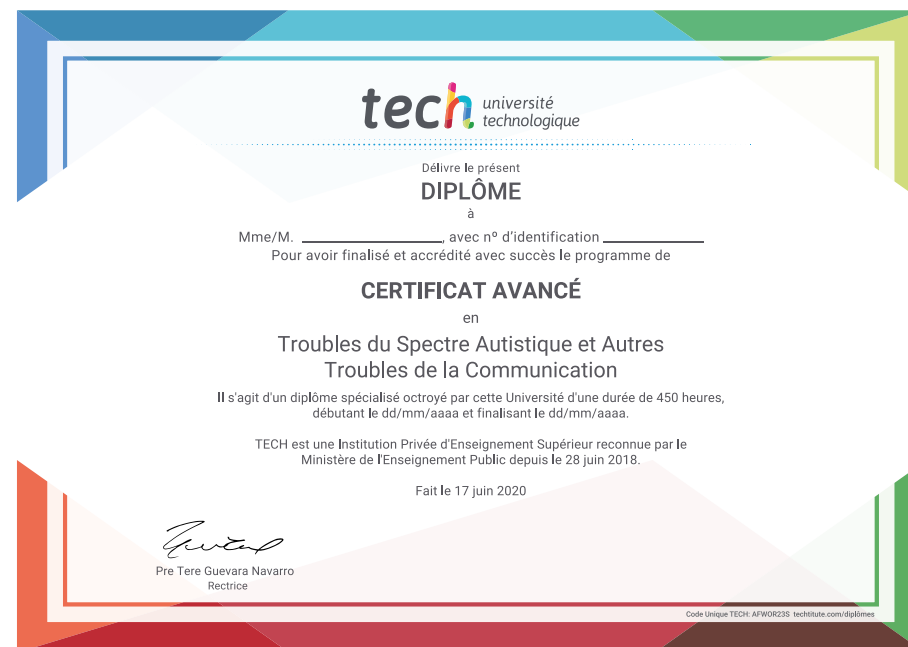 tech université
technologique
Délivre le présent
DIPLÔME
à
Mme/M. ____________________, avec nº d'identification ______________
Pour avoir finalisé et accrédité avec succès le programme de
CERTIFICAT AVANCÉ
en
Troubles du Spectre Autistique et Autres
Troubles de la Communication
Il s'agit d'un diplôme spécialisé octroyé par cette Université d'une durée de 450 heures,
débutant le dd/mm/aaaa et finalisant le dd/mm/aaaa.
TECH est une Institution Privée d'Enseignement Supérieur reconnue par le
Ministère de l'Enseignement Public depuis le 28 juin 2018.
Fait le 17 juin 2020
Pre Tere Guevara Navarro
Rectrice
Code Unique TECH: AFWOR23S techtitute.com/diplômes